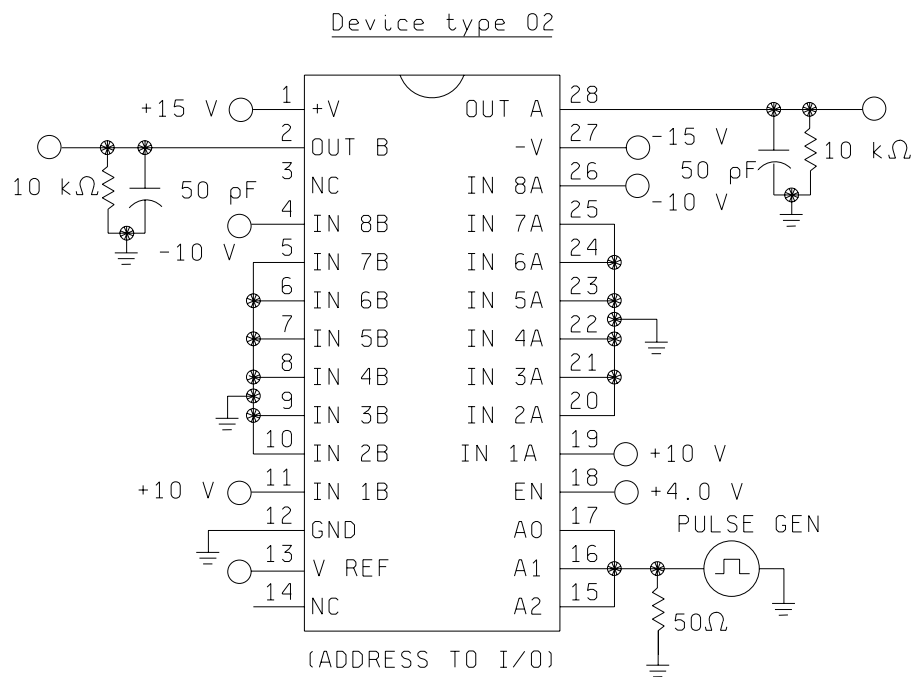 Device type 02
+15 V
1
+V
OUT A
28
2
OUT B
-V
27
-15 V
10 kΩ
50 pF
3
NC
IN 8A
26
-10 V
50 pF
10 kΩ
-10 V
4
IN 8B
IN 7A
25
5
IN 7B
IN 6A
24
6
IN 6B
IN 5A
23
7
IN 5B
IN 4A
22
8
IN 4B
IN 3A
21
9
IN 3B
IN 2A
20
10
IN 2B
IN 1A
19
+10 V
+10 V
11
IN 1B
EN
18
+4.0 V
12
GND
A0
17
PULSE GEN
13
V REF
A1
16
14
NC
A2
15
50Ω
(ADDRESS TO I/O)